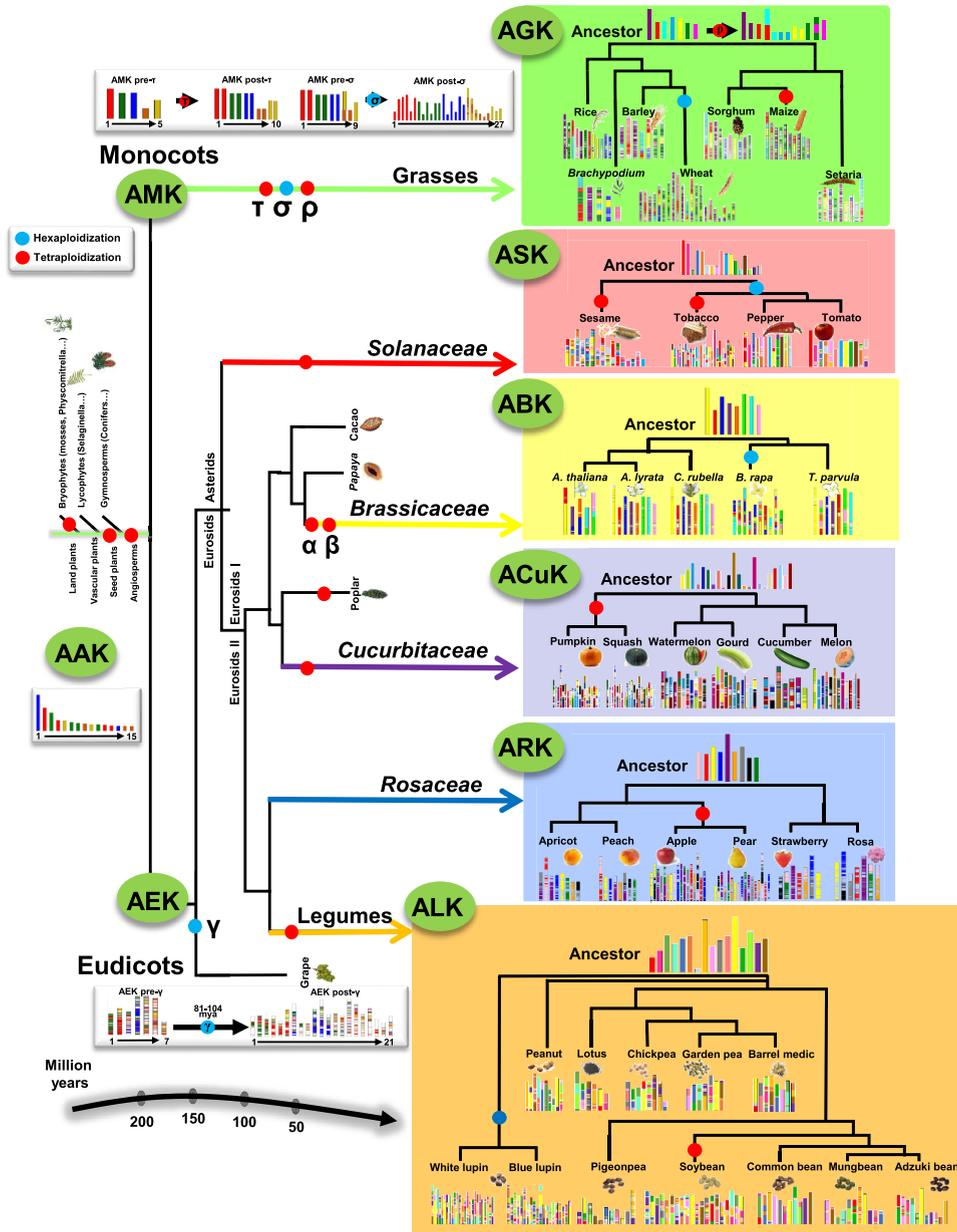 AGK
Ancestor
ρ
Rice
Barley
Sorghum
Maize
Brachypodium
Wheat
Setaria
AMK pre-τ
AMK post-τ
AMK pre-σ
AMK post-σ
τ
σ
1 5
1 10
1 9
1 27
Monocots
AMK
Grasses
τ σ ρ
Hexaploidization
Tetraploidization
ASK
Ancestor
Sesame
Tobacco
Pepper
Tomato
Solanaceae
Bryophytes (mosses, Physcomitrella...)
Lycophytes (Selaginella...)
Gymnosperms (Conifers...)
Land plants
Vascular plants
Seed plants
Angiosperms
ABK
Ancestor
A. thaliana
A. lyrata
C. rubella
B. rapa
T. parvula
Cacao
Papaya
Brassicaceae
α β
Eurosids Asterids
Eurosids II Eurosids I
ACuK
Ancestor
Pumpkin
Squash
Watermelon
Gourd
Cucumber
Melon
Poplar
Cucurbitaceae
AAK
1 15
ARK
Ancestor
Apricot
Peach
Apple
Pear
Strawberry
Rosa
Rosaceae
AEK
γ
Legumes
ALK
Eudicots
Grape
AEK pre-γ
81-104
mya
γ
AEK post-γ
1 7
1 21
Million
years
200
150
100
50
Ancestor
Peanut
Lotus
Chickpea
Garden pea
Barrel medic
White lupin
Blue lupin
Pigeonpea
Soybean
Common bean
Mungbean
Adzuki bean